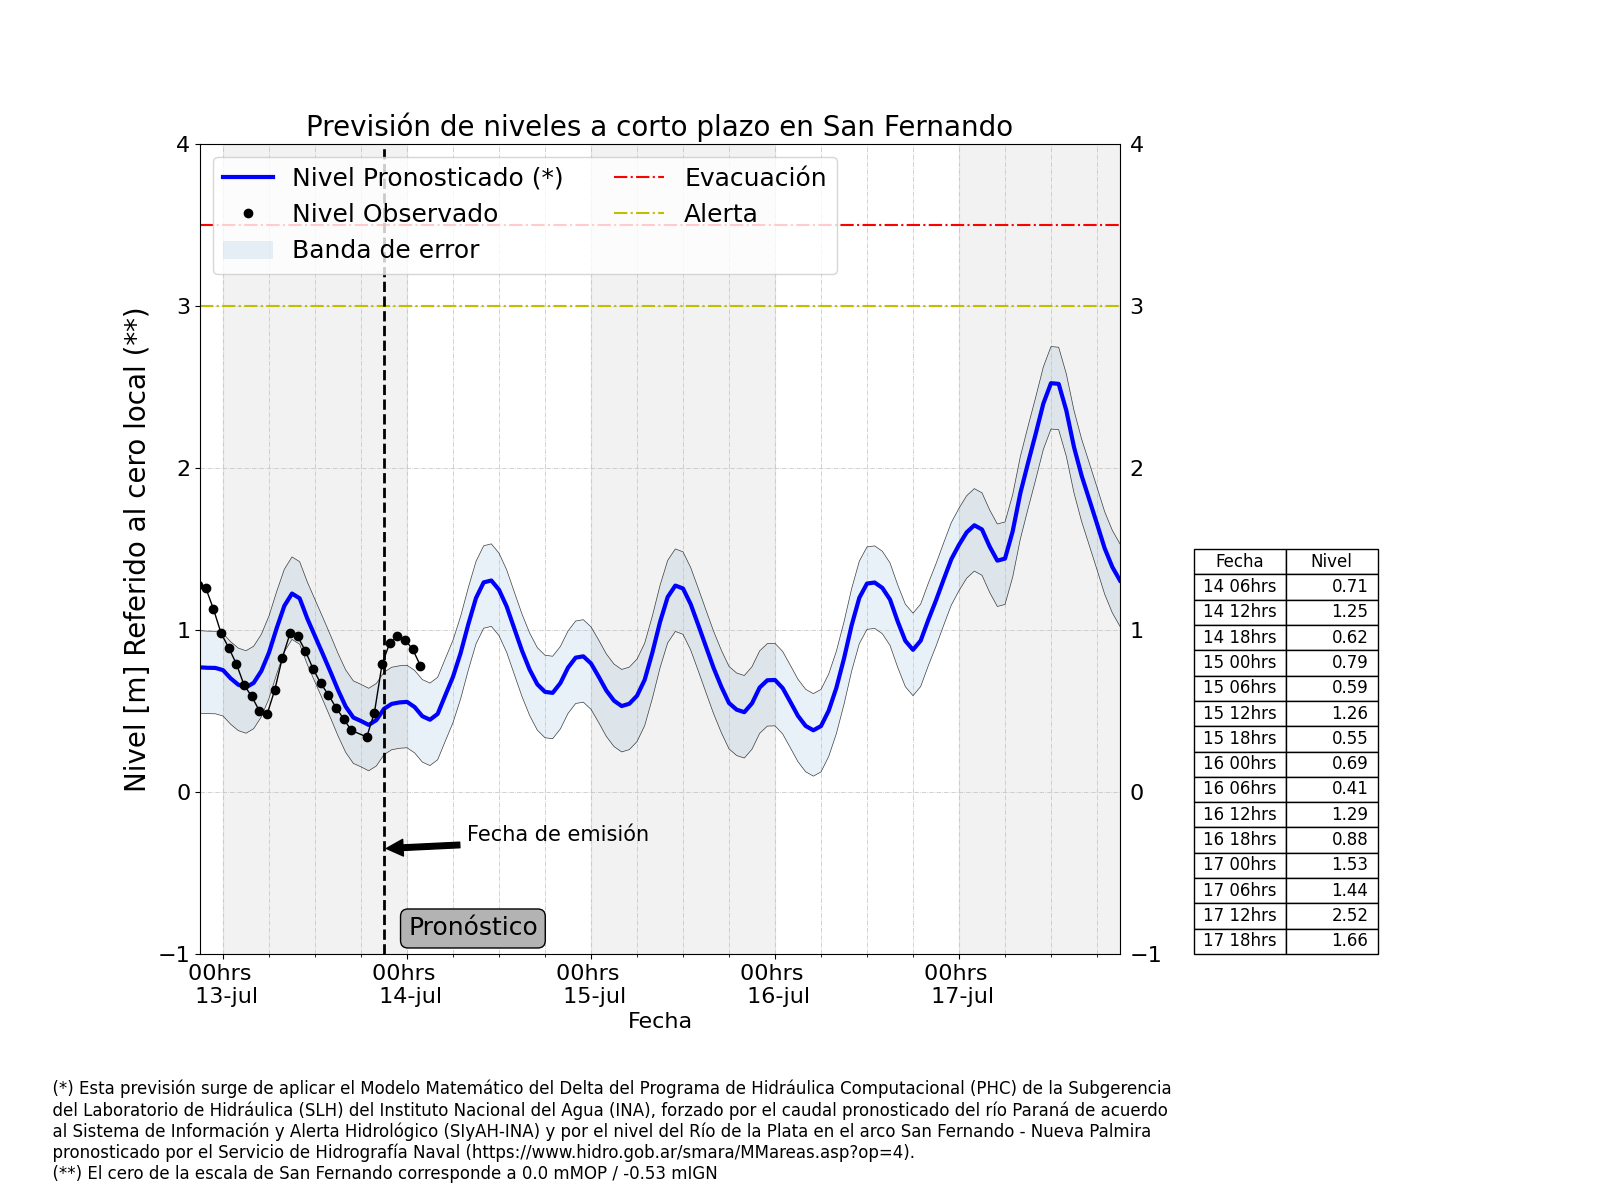 Previsión de niveles a corto plazo en San Fernando
Nivel Pronosticado (*)
Nivel Observado
Banda de error
Evacuación
Alerta
Nivel [m] Referido al cero local (**)
4
3
2
1
0
−1
4
3
2
1
0
−1
Fecha de emisión
Pronóstico
00hrs
13-jul
00hrs
14-jul
00hrs
15-jul
00hrs
16-jul
00hrs
17-jul
Fecha
Fecha Nivel
14 06hrs 0.71
14 12hrs 1.25
14 18hrs 0.62
15 00hrs 0.79
15 06hrs 0.59
15 12hrs 1.26
15 18hrs 0.55
16 00hrs 0.69
16 06hrs 0.41
16 12hrs 1.29
16 18hrs 0.88
17 00hrs 1.53
17 06hrs 1.44
17 12hrs 2.52
17 18hrs 1.66
(*) Esta previsión surge de aplicar el Modelo Matemático del Delta del Programa de Hidráulica Computacional (PHC) de la Subgerencia
del Laboratorio de Hidráulica (SLH) del Instituto Nacional del Agua (INA), forzado por el caudal pronosticado del río Paraná de acuerdo
al Sistema de Información y Alerta Hidrológico (SIyAH-INA) y por el nivel del Río de la Plata en el arco San Fernando - Nueva Palmira
pronosticado por el Servicio de Hidrografía Naval (https://www.hidro.gob.ar/smara/MMareas.asp?op=4).
(**) El cero de la escala de San Fernando corresponde a 0.0 mMOP / -0.53 mIGN